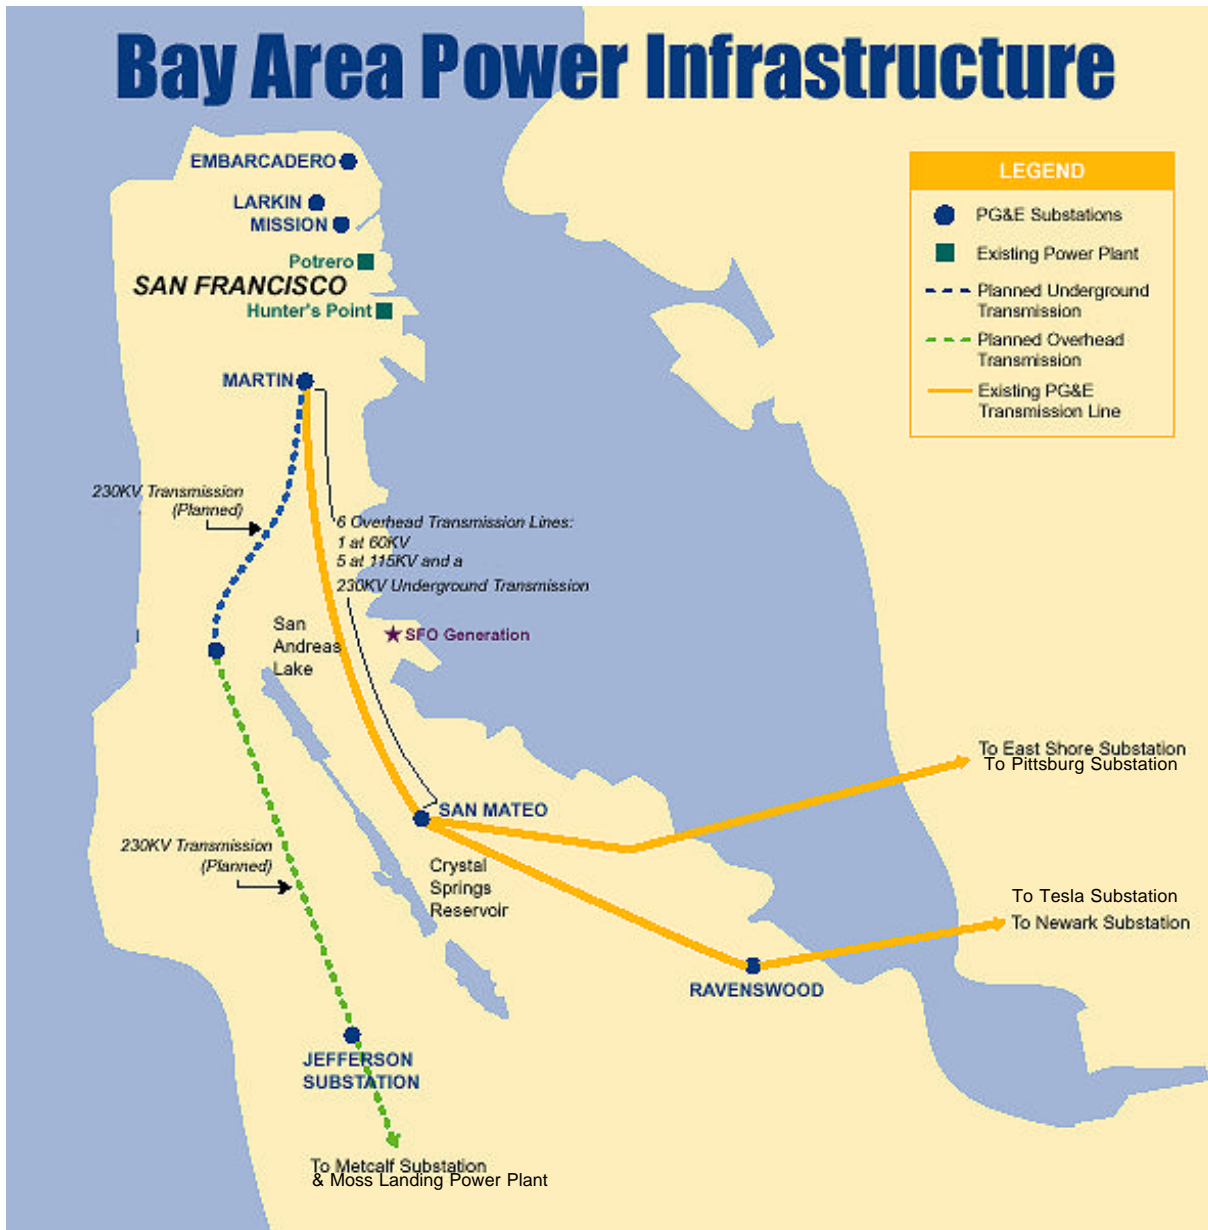 Bay Area Power Infrastructure
EMBARCADERO
LARKIN
MISSION
Potrero
SAN FRANCISCO
Hunter's Point
MARTIN
LEGEND
PG&E Substations
Existing Power Plant
Planned Underground
Transmission
Planned Overhead
Transmission
Existing PG&E
Transmission Line
230KV Transmission
(Planned)
6 Overhead Transmission Lines:
1 at 60KV
5 at 115KV and a
230KV Underground Transmission
San
Andreas
Lake
SFO Generation
To East Shore Substation
To Pittsburg Substation
SAN MATEO
230KV Transmission
(Planned)
Crystal
Springs
Reservoir
To Tesla Substation
To Newark Substation
RAVENSWOOD
JEFFERSON
SUBSTATION
To Metcalf Substation
& Moss Landing Power Plant